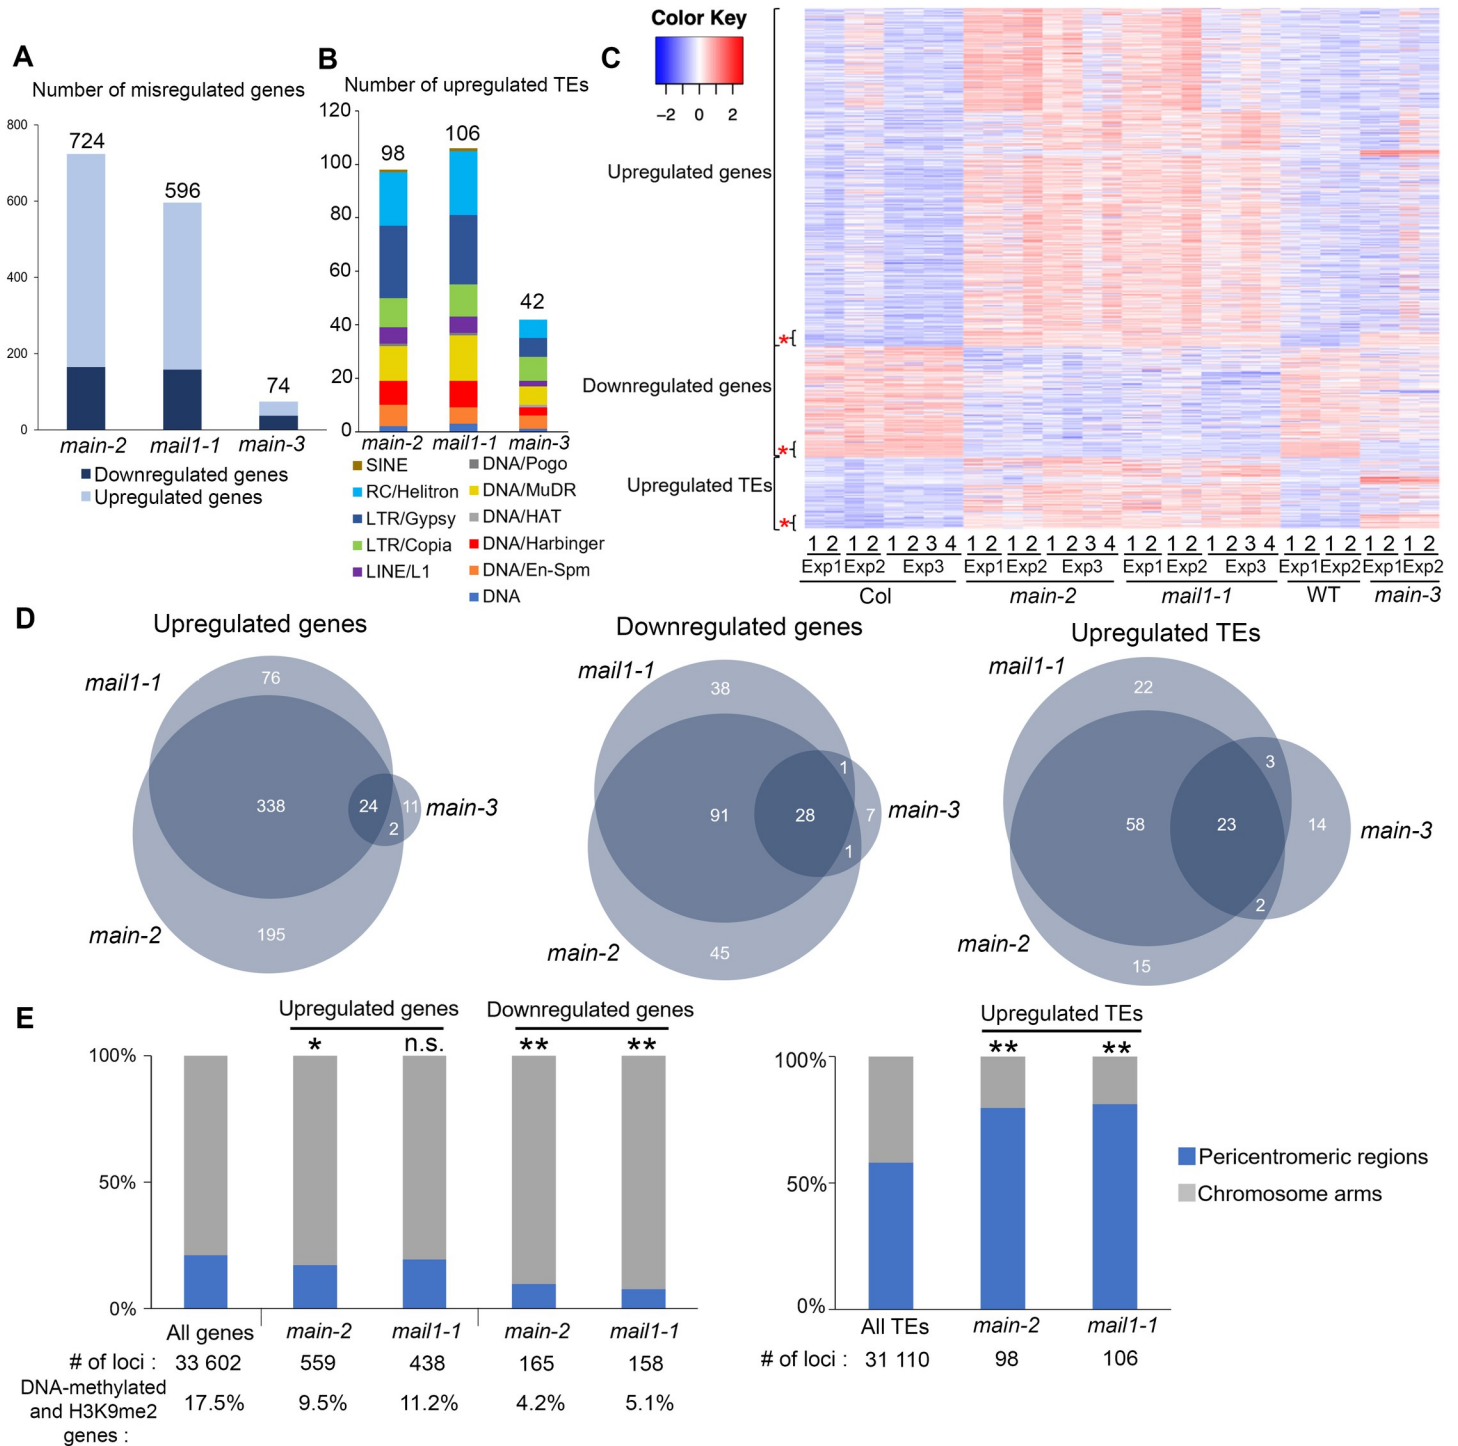 A
Number of misregulated genes
800
600
400
200
0
724
596
74
main-2 mail1-1 main-3
Downregulated genes
Upregulated genes
B
Number of upregulated TEs
120
100
80
60
40
20
0
98
106
42
main-2 mail1-1 main-3
SINE
RC/Helitron
LTR/Gypsy
LTR/Copia
LINE/L1
DNA/Pogo
DNA/MuDR
DNA/HAT
DNA/Harbinger
DNA/En-Spm
DNA
C
Color Key
−2 0 2
Upregulated genes
*
Downregulated genes
*
Upregulated TEs
*
1 2 1 2 1 2 3 4 1 2 1 2 1 2 3 4 1 2 1 2 1 2 3 4 1 2 1 2 1 2 1 2
Exp1 Exp2 Exp3 Exp1 Exp2 Exp3 Exp1 Exp2 Exp3 Exp1 Exp2 Exp1 Exp2
Col main-2 mail1-1 WT main-3
D
Upregulated genes
mail1-1
76
338
24
11
2
main-3
main-2
195
Downregulated genes
mail1-1
38
1
91
28
7
1
main-3
main-2
45
Upregulated TEs
mail1-1
22
3
58
23
14
2
main-3
main-2
15
E
Upregulated genes
Downregulated genes
* n.s. ** **
100%
50%
0%
All genes main-2 mail1-1 main-2 mail1-1
# of loci : 33 602 559 438 165 158
DNA-methylated
and H3K9me2
genes :
17.5% 9.5% 11.2% 4.2% 5.1%
Upregulated TEs
** **
100%
50%
0%
All TEs main-2 mail1-1
# of loci : 31 110 98 106
Pericentromeric regions
Chromosome arms